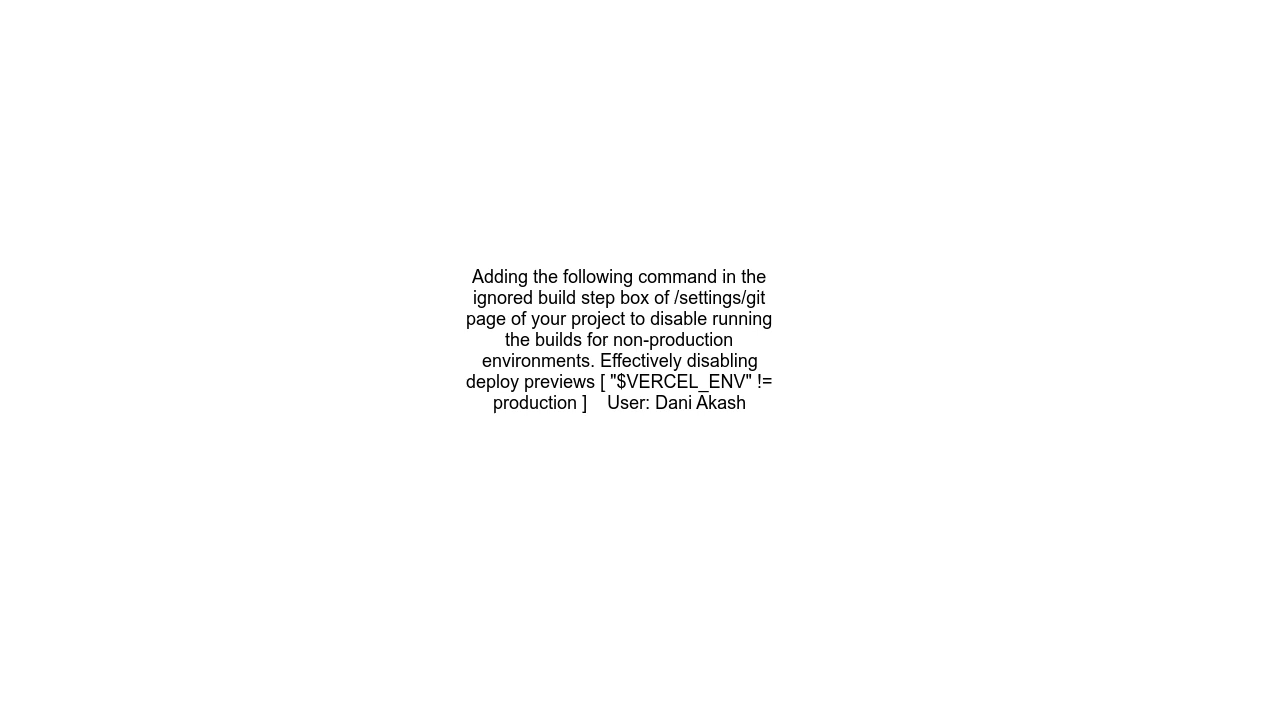 Adding the following command in the
ignored build step box of /settings/git
page of your project to disable running
the builds for non-production
environments. Effectively disabling
deploy previews [ "$VERCEL_ENV" !=
production ]    User: Dani Akash